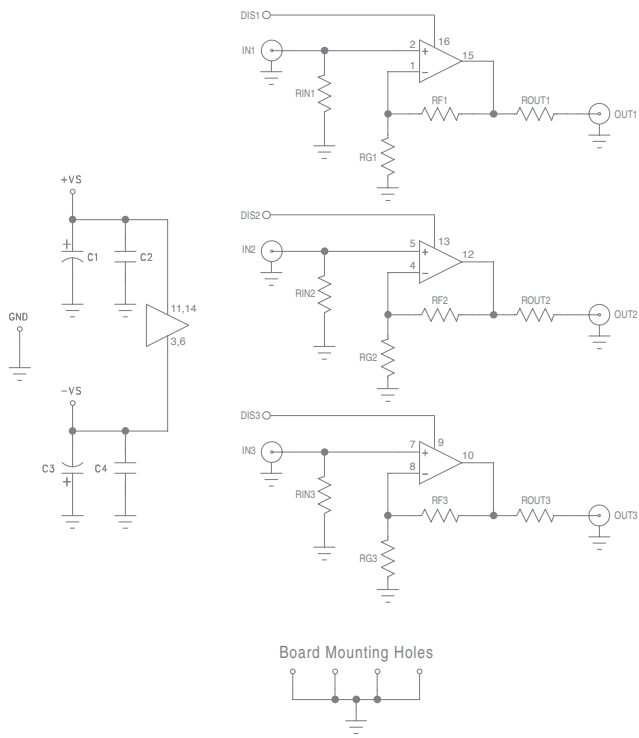 DIS1
16
IN1
2
+
15
1
−
RIN1
RF1
ROUT1
OUT1
RG1
+VS
+
C1
C2
DIS2
13
IN2
5
+
12
4
−
RIN2
RF2
ROUT2
OUT2
RG2
11,14
3,6
GND
−VS
C3
+
C4
DIS3
9
IN3
7
+
10
8
−
RIN3
RF3
ROUT3
OUT3
RG3
Board Mounting Holes